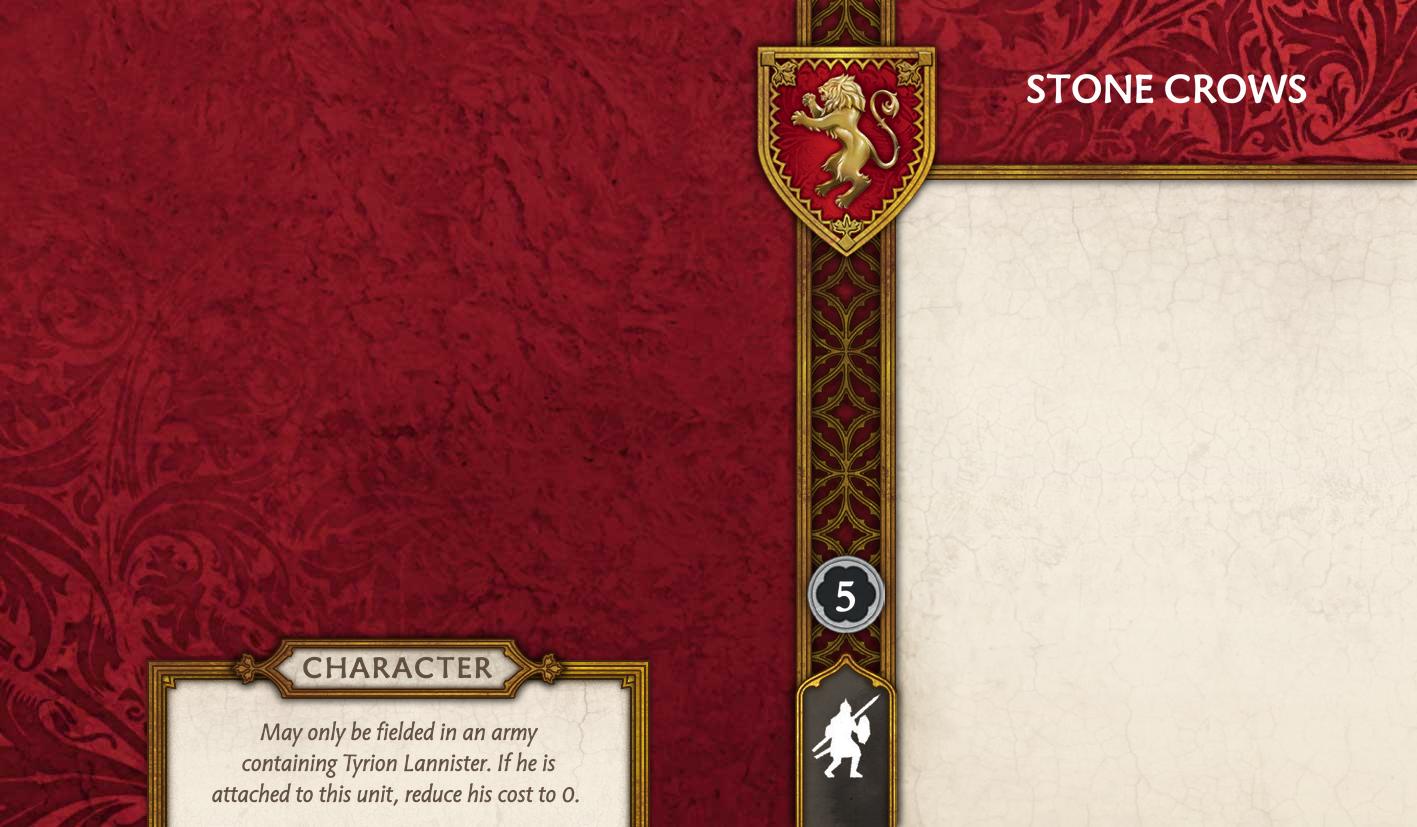 STONE CROWS
5
CHARACTER
May only be fielded in an army
containing Tyrion Lannister. If he is
attached to this unit, reduce his cost to 0.